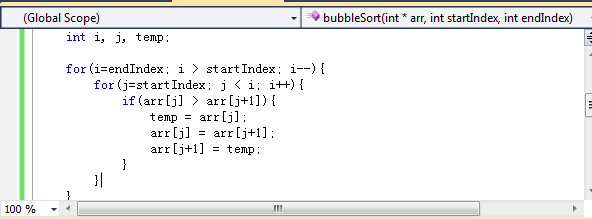 (Global Scope)
bubbleSort(int * arr, int startIndex, int endIndex)
int i, j, temp;
for(i=endIndex; i > startIndex; i--){
for(j=startIndex; j < i; i++){
if(arr[j] > arr[j+1]){
temp = arr[j];
arr[j] = arr[j+1];
arr[j+1] = temp;
}
}
}
100 %